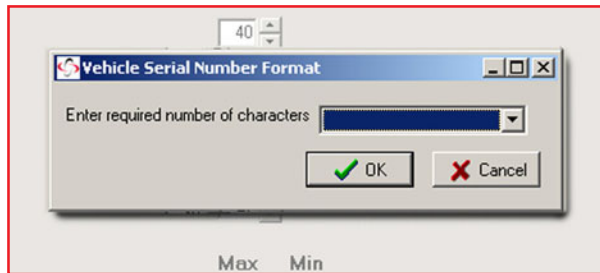 40
Vehicle Serial Number Format
Enter required number of characters
OK Cancel
Max Min